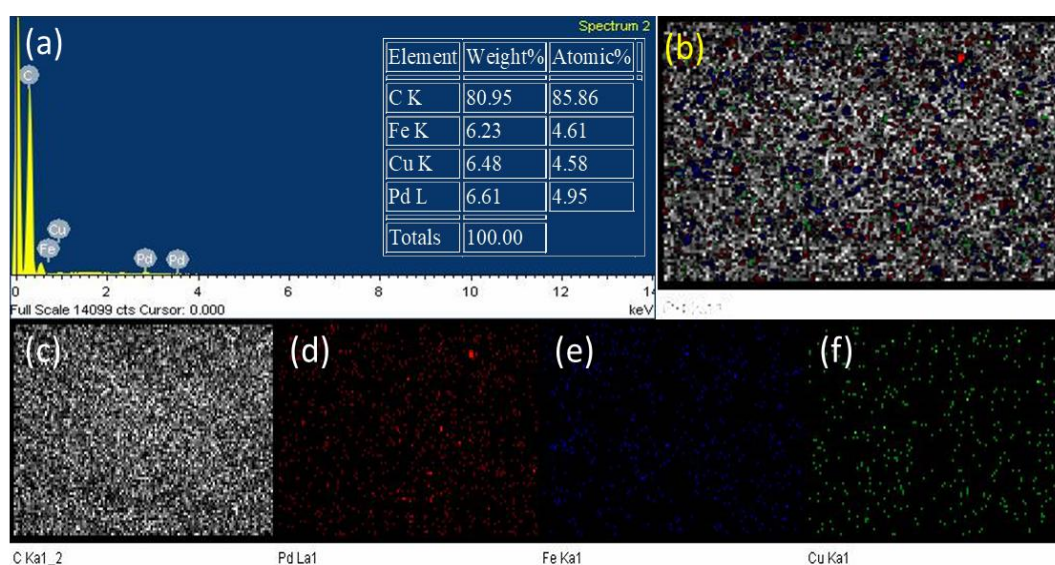 (a)
Spectrum 2
Element Weight% Atomic%
C K 80.95 85.86
Fe K 6.23 4.61
Cu K 6.48 4.58
Pd L 6.61 4.95
Totals 100.00
C
Fe
Cu
Pd
Pd
0 2 4 6 8 10 12 14
Full Scale 14099 cts Cursor: 0.000 keV
(b)
(c)
(d)
(e)
(f)
C Ka1_2
Pd La1
Fe Ka1
Cu Ka1